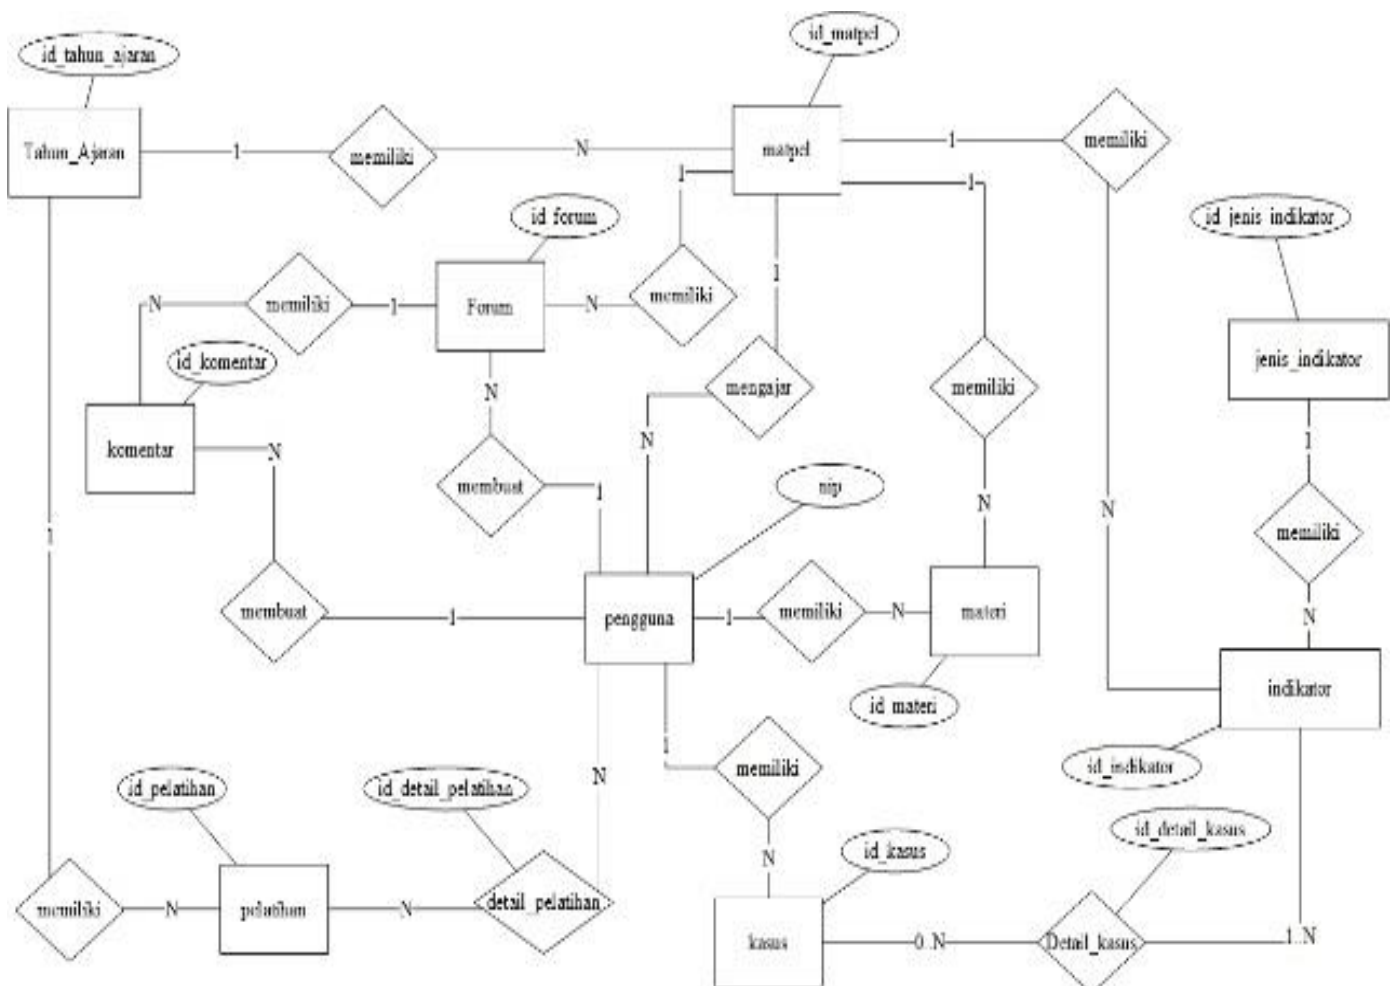 id_matpel
id_tahun_ajaran
Tahun_Ajaran
1
memiliki
N
matpel
1
memiliki
1
1
id_forum
id_jenis_indikator
N
memiliki
1
Forum
N
memiliki
1
id_komentar
jenis_indikator
mengajar
memiliki
N
komentar
N
N
1
membuat
1
nip
N
N
1
memiliki
membuat
1
pengguna
1
memiliki
N
materi
N
indikator
id_materi
1
memiliki
id_indikator
N
id_pelatihan
id_detail_pelatihan
id_detail_kasus
N
id_kasus
memiliki
N
pelatihan
N
detail_pelatihan
kasus
0..N
Detail_kasus
1..N